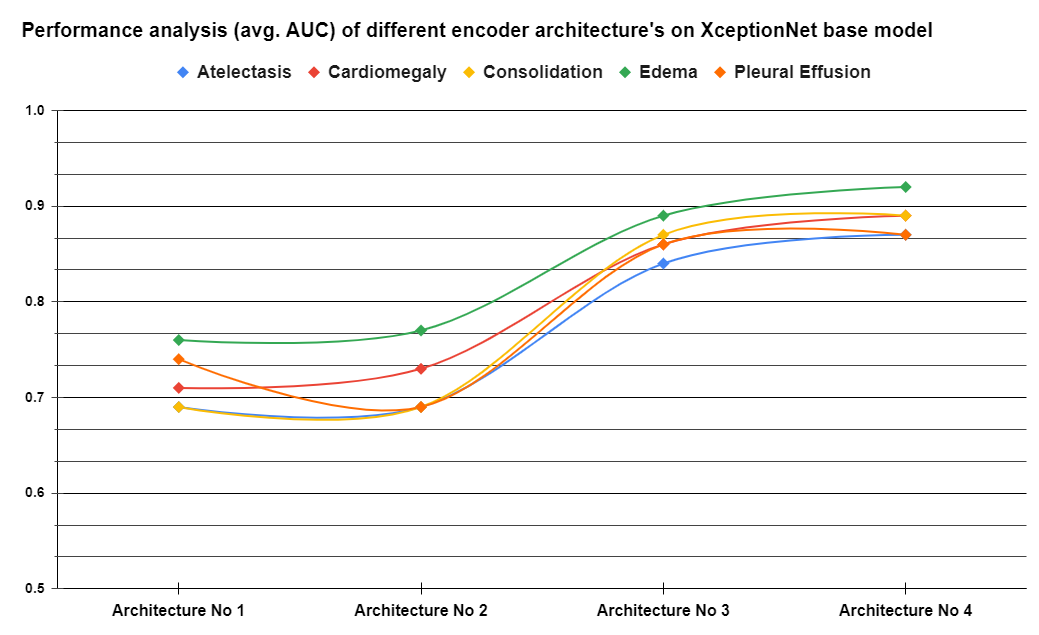 Performance analysis (avg. AUC) of different encoder architecture's on XceptionNet base model
Atelectasis Cardiomegaly Consolidation Edema Pleural Effusion
1.0
0.9
0.8
0.7
0.6
0.5
Architecture No 1 Architecture No 2 Architecture No 3 Architecture No 4